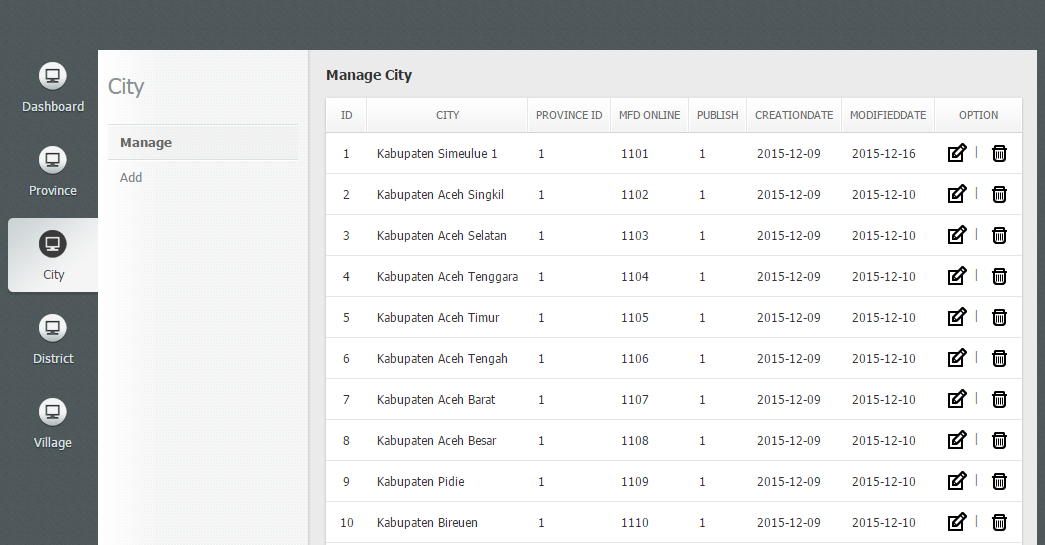 Dashboard
Province
City
District
Village
City
Manage
Add
Manage City
ID CITY PROVINCE ID MFD ONLINE PUBLISH CREATIONDATE MODIFIEDDATE OPTION
1 Kabupaten Simeulue 1 1 1101 1 2015-12-09 2015-12-16 |
2 Kabupaten Aceh Singkil 1 1102 1 2015-12-09 2015-12-10 |
3 Kabupaten Aceh Selatan 1 1103 1 2015-12-09 2015-12-10 |
4 Kabupaten Aceh Tenggara 1 1104 1 2015-12-09 2015-12-10 |
5 Kabupaten Aceh Timur 1 1105 1 2015-12-09 2015-12-10 |
6 Kabupaten Aceh Tengah 1 1106 1 2015-12-09 2015-12-10 |
7 Kabupaten Aceh Barat 1 1107 1 2015-12-09 2015-12-10 |
8 Kabupaten Aceh Besar 1 1108 1 2015-12-09 2015-12-10 |
9 Kabupaten Pidie 1 1109 1 2015-12-09 2015-12-10 |
10 Kabupaten Bireuen 1 1110 1 2015-12-09 2015-12-10 |